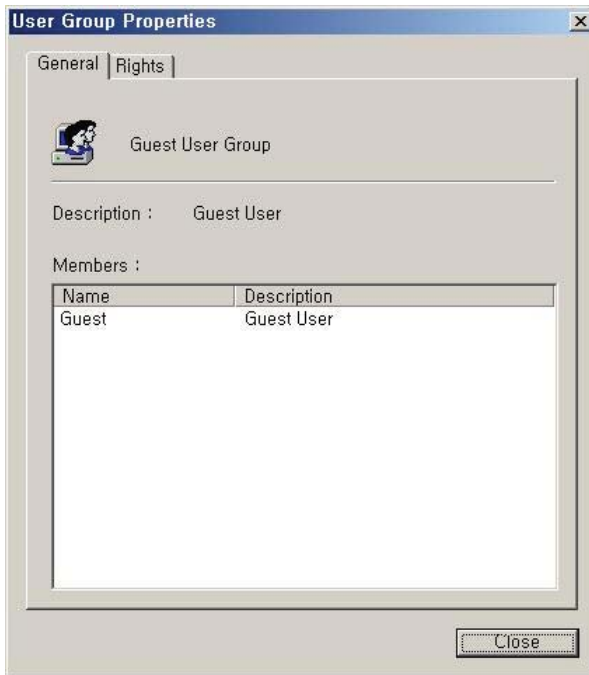 User Group Properties
General Rights
Guest User Group
Description : Guest User
Members :
Name Description
Guest Guest User
Close